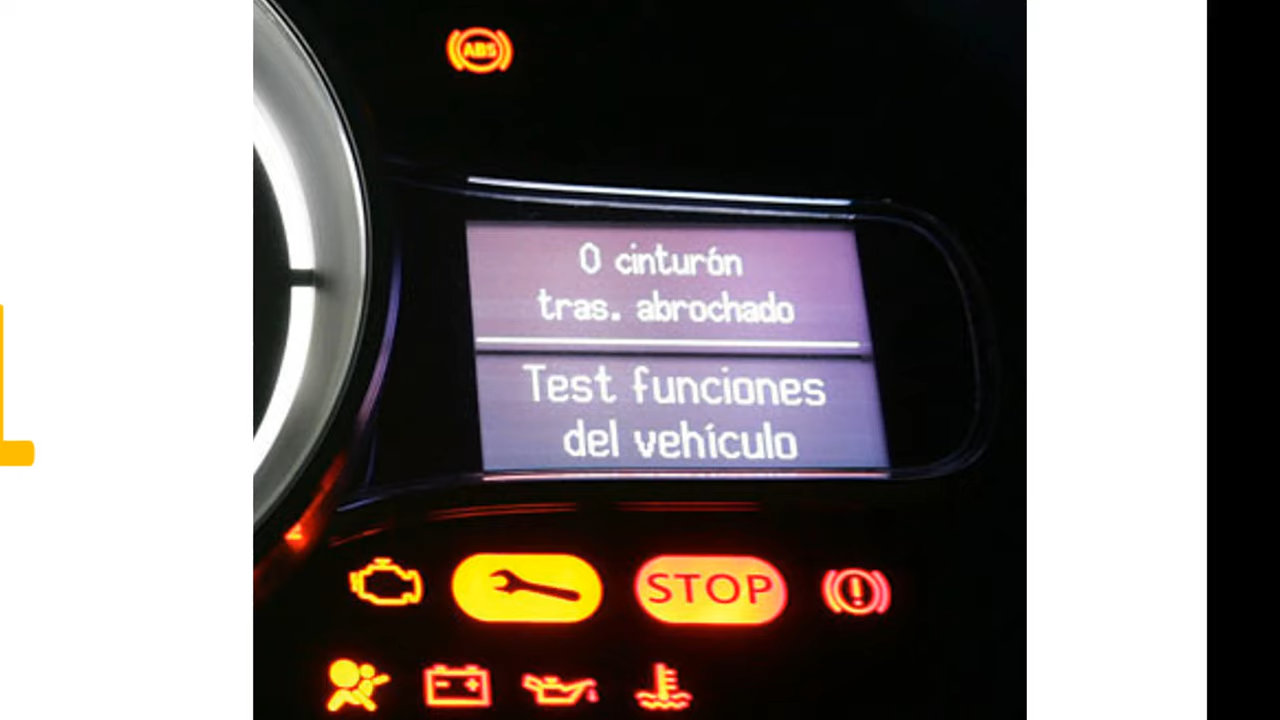 ABS
0 cinturón
tras. abrochado
Test funciones
del vehículo
STOP